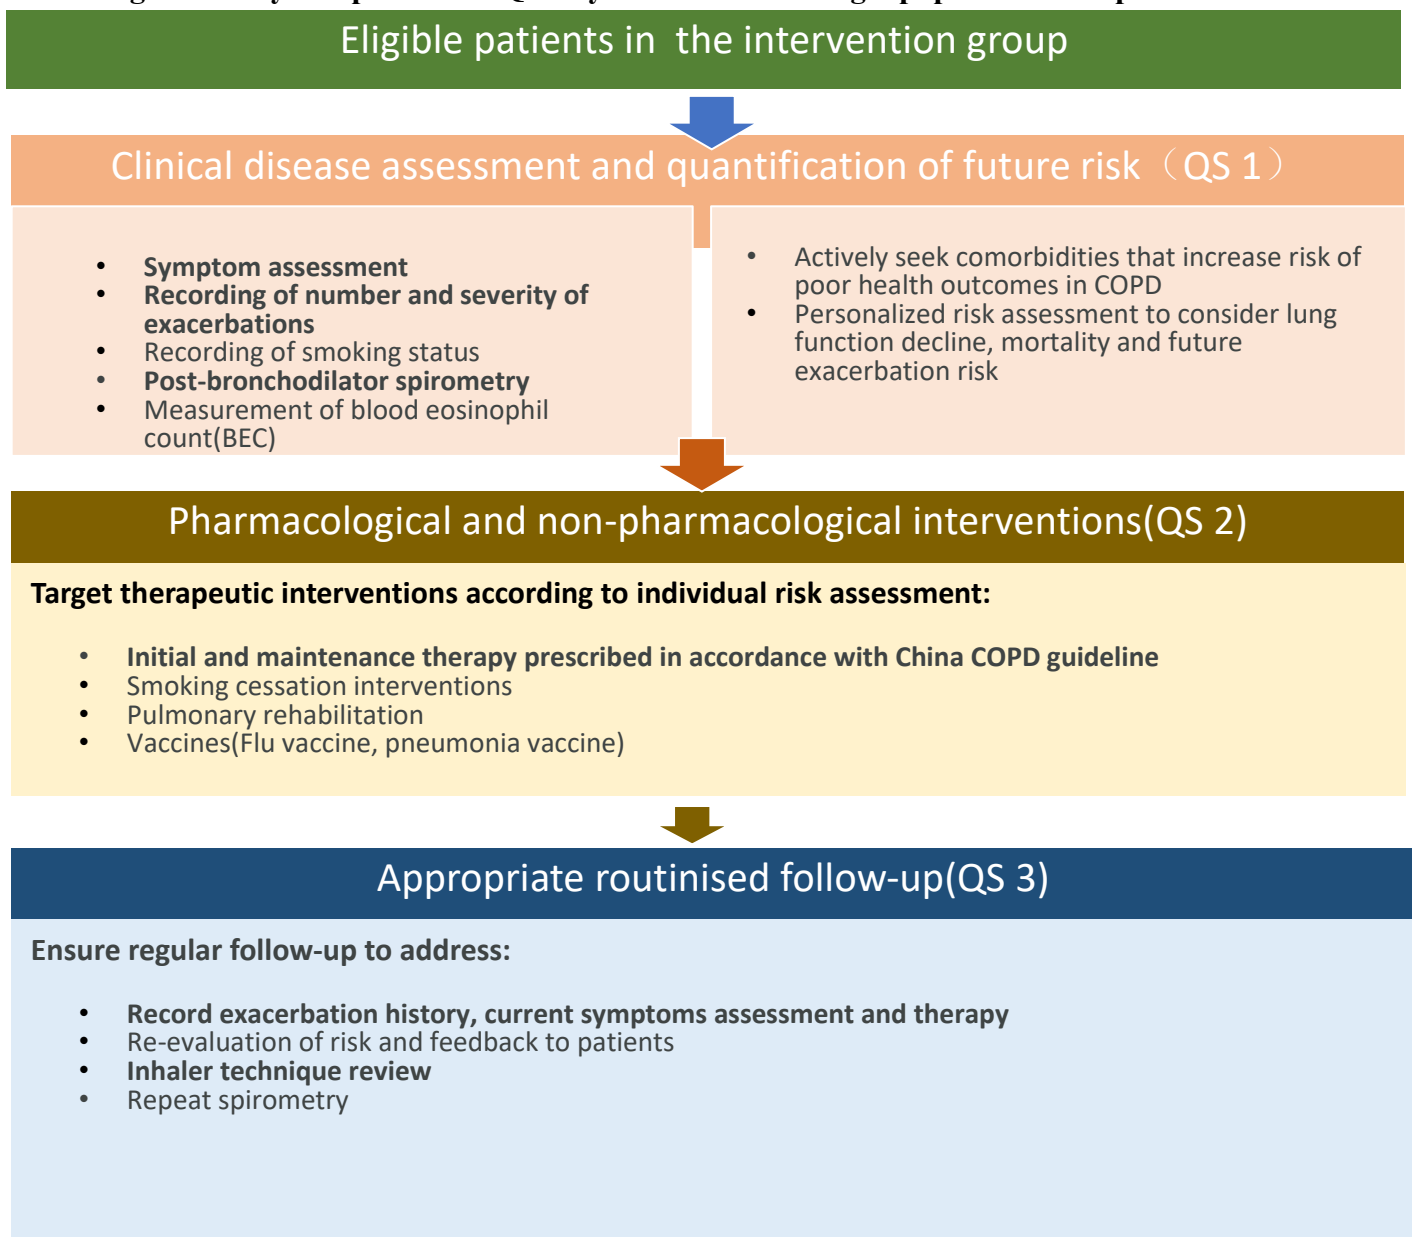 Eligible patients in the intervention group
Clinical disease assessment and quantification of future risk（QS 1）
• Symptom assessment
• Recording of number and severity of
exacerbations
• Recording of smoking status
• Post-bronchodilator spirometry
• Measurement of blood eosinophil
count(BEC)
• Actively seek comorbidities that increase risk of
poor health outcomes in COPD
• Personalized risk assessment to consider lung
function decline, mortality and future
exacerbation risk
Pharmacological and non-pharmacological interventions(QS 2)
Target therapeutic interventions according to individual risk assessment:
• Initial and maintenance therapy prescribed in accordance with China COPD guideline
• Smoking cessation interventions
• Pulmonary rehabilitation
• Vaccines(Flu vaccine, pneumonia vaccine)
Appropriate routinised follow-up(QS 3)
Ensure regular follow-up to address:
• Record exacerbation history, current symptoms assessment and therapy
• Re-evaluation of risk and feedback to patients
• Inhaler technique review
• Repeat spirometry